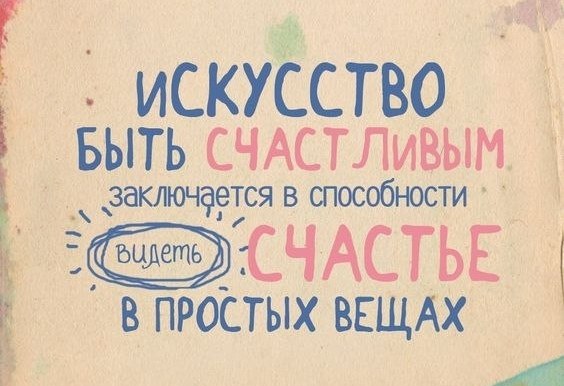 ИСКУССТВО
БЫТЬ СЧАСТЛИВЫМ
заключается в способности
видеть СЧАСТЬЕ
В ПРОСТЫХ ВЕЩАХ